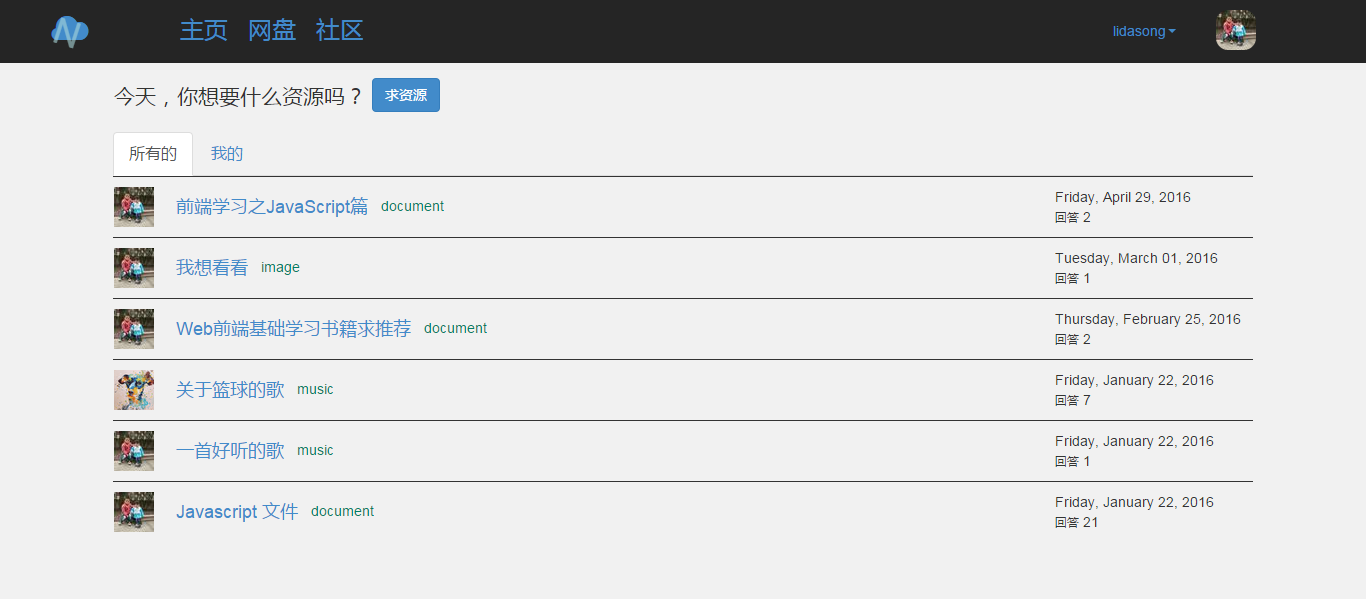 主页 网盘 社区 lidasong
今天，你想要什么资源吗？ 求资源
所有的 我的
前端学习之JavaScript篇 document Friday, April 29, 2016
回答 2
我想看看 image Tuesday, March 01, 2016
回答 1
Web前端基础学习书籍求推荐 document Thursday, February 25, 2016
回答 2
关于篮球的歌 music Friday, January 22, 2016
回答 7
一首好听的歌 music Friday, January 22, 2016
回答 1
Javascript 文件 document Friday, January 22, 2016
回答 21